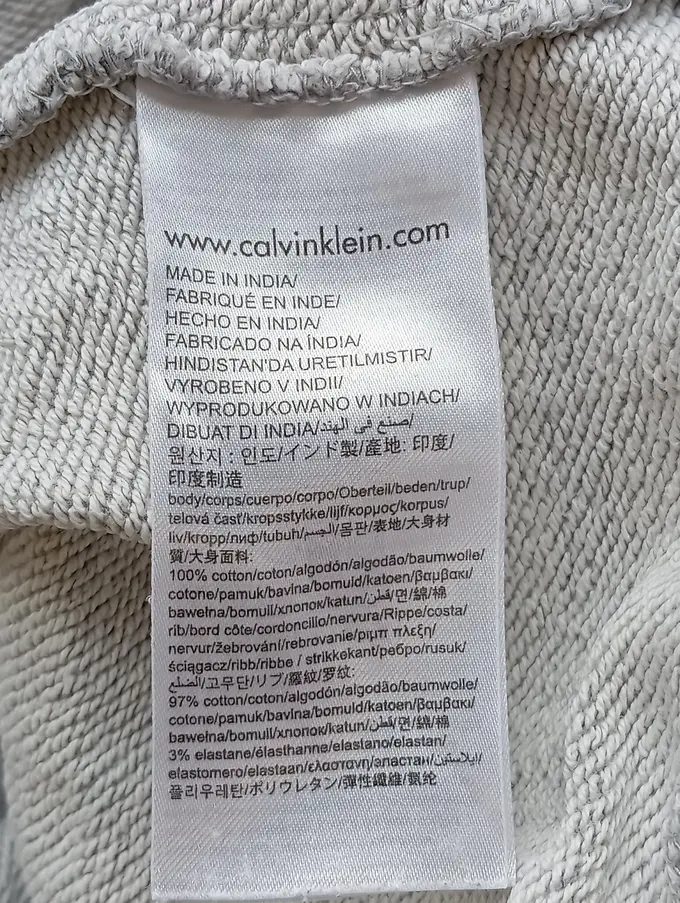 www.calvinklein.com
MADE IN INDIA/
FABRIQUÉ EN INDE/
HECHO EN INDIA/
FABRICADO NA ÍNDIA/
HINDISTAN'DA URETILMISTIR/
VYROBENO V INDII/
WYPRODUKOWANO W INDIACH/
DIBUAT DI INDIA/صنع في الهند/
원산지 : 인도/インド製/產地: 印度/
印度制造
body/corps/cuerpo/corpo/Oberteil/beden/trup/
telová časť/kropsstykke/lijf/κορμος/korpus/
liv/kropp/лиф/tubuh/الجسم/몸판/表地/大身材
質/大身面料:
100% cotton/coton/algodón/algodão/baumwolle/
cotone/pamuk/bavlna/bomuld/katoen/βαμβακι/
bawełna/bomull/хлопок/katun/قطن/면/綿/棉
rib/bord côte/cordoncillo/nervura/Rippe/costa/
nervur/žebrování/rebrovanie/ριμπ πλεξη/
ściągacz/ribb/ribbe / strikkekant/ребро/rusuk/
الضلع/고무단/リブ/羅紋/罗纹:
97% cotton/coton/algodón/algodão/baumwolle/
cotone/pamuk/bavlna/bomuld/katoen/βαμβακι/
bawełna/bomull/хлопок/katun/قطن/면/綿/棉
3% elastane/élasthanne/elastano/elastan/
elastomero/elastaan/ελαστανη/эластан/ايلاستين/
폴리우레탄/ポリウレタン/彈性纖維/氨纶